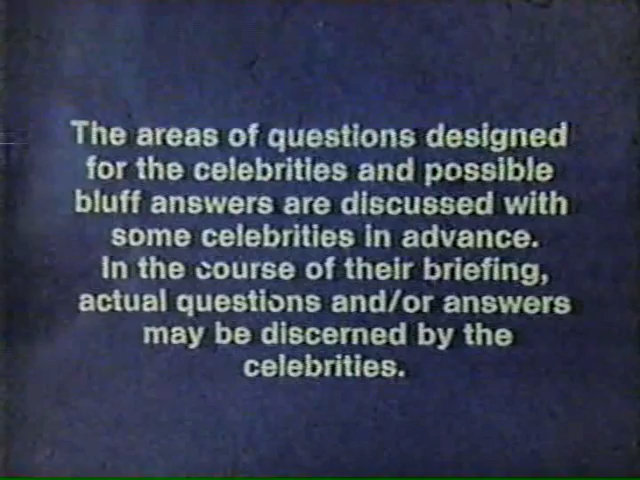 The areas of questions designed
for the celebrities and possible
bluff answers are discussed with
some celebrities in advance.
In the course of their briefing,
actual questions and/or answers
may be discerned by the
celebrities.